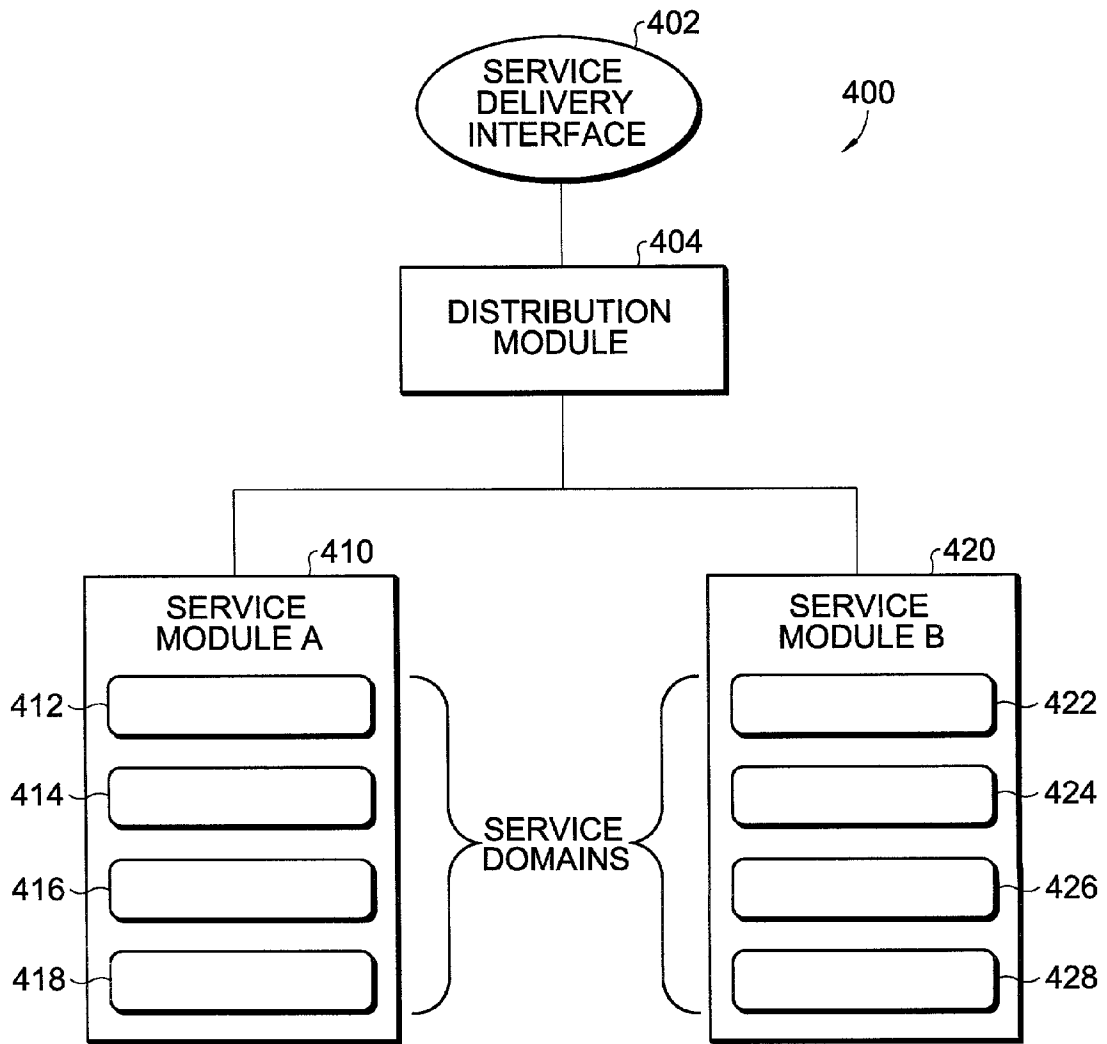 402
SERVICE
DELIVERY
INTERFACE
400
404
DISTRIBUTION
MODULE
410
420
SERVICE
MODULE A
SERVICE
MODULE B
412
422
414
424
SERVICE
DOMAINS
416
426
418
428